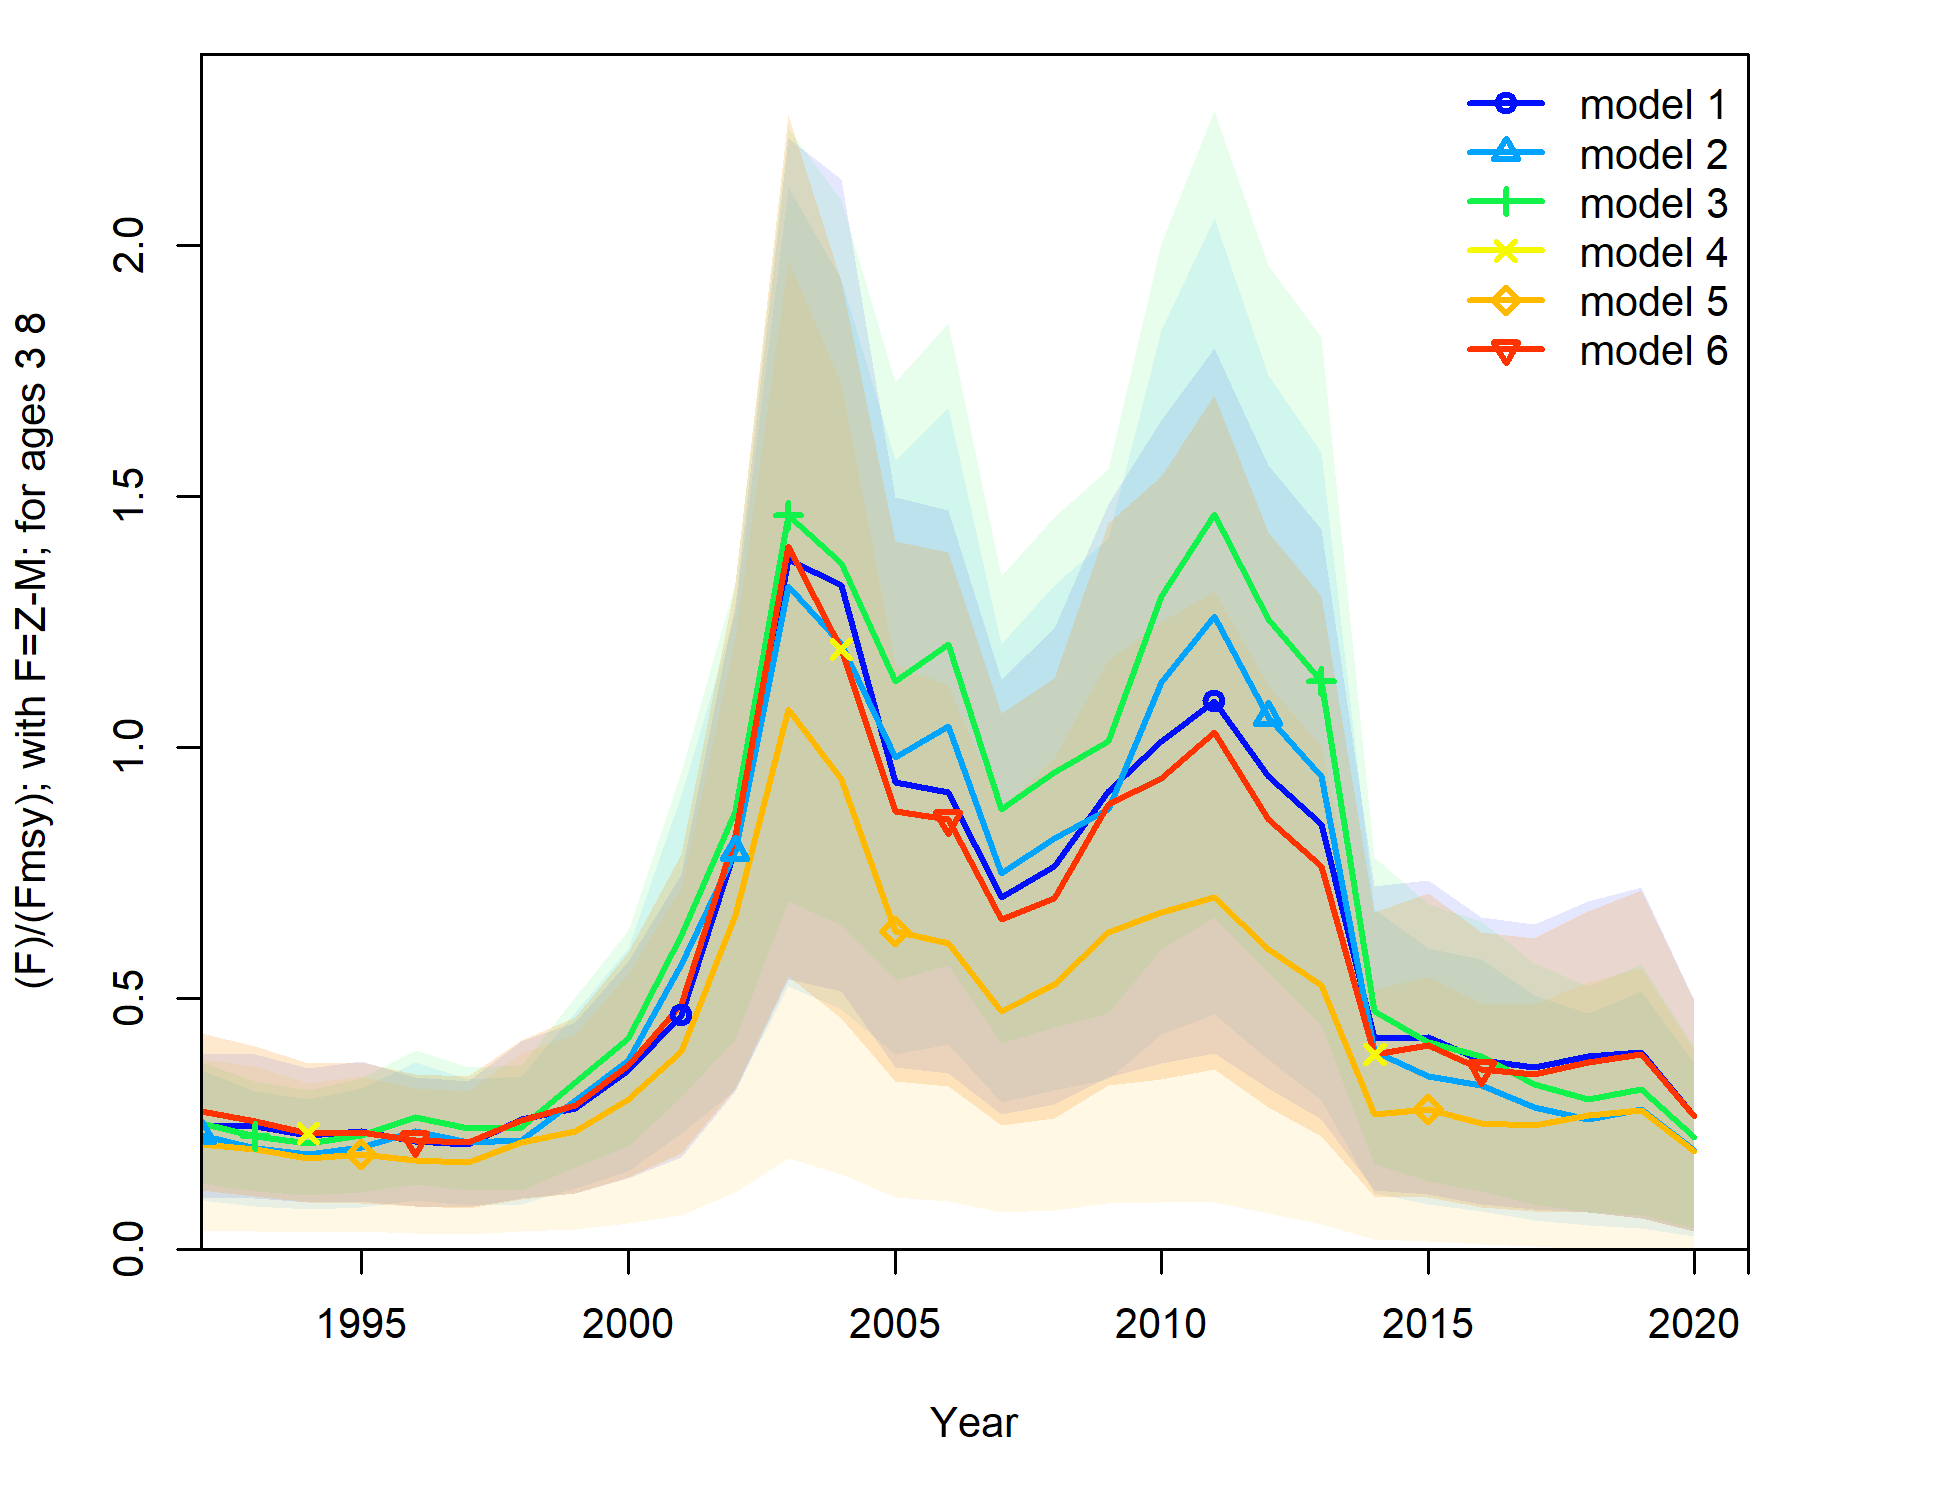 (F)/(Fmsy); with F=Z-M; for ages 3 8
2.0
1.5
1.0
0.5
0.0
model 1
model 2
model 3
model 4
model 5
model 6
1995 2000 2005 2010 2015 2020
Year